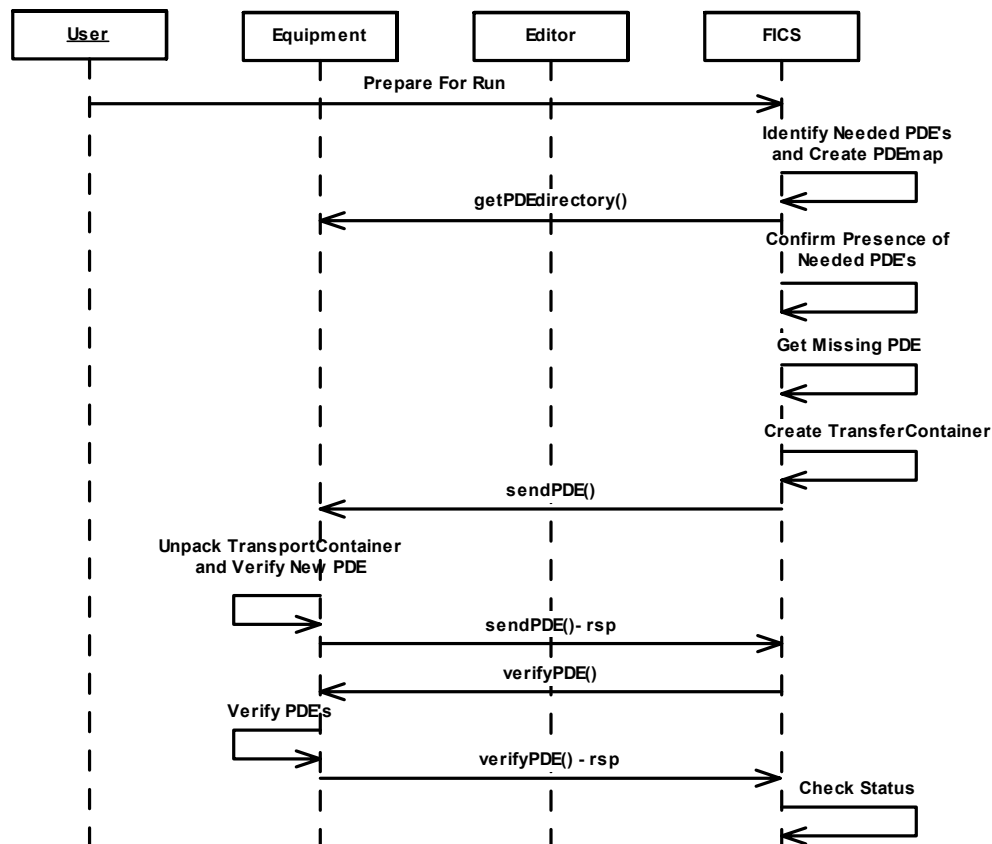 User
Equipment
Editor
FICS
Prepare For Run
Identify Needed PDE's
and Create PDEmap
getPDEdirectory()
Confirm Presence of
Needed PDE's
Get Missing PDE
Create TransferContainer
sendPDE()
Unpack TransportContainer
and Verify New PDE
sendPDE()- rsp
verifyPDE()
Verify PDE's
verifyPDE() - rsp
Check Status